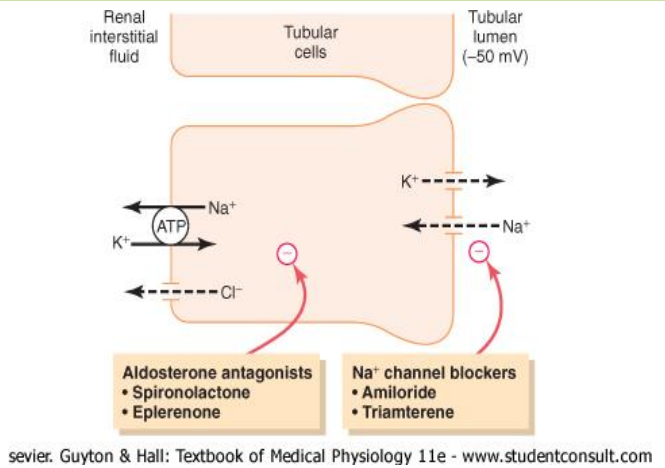 Renal
interstitial
fluid
Tubular
cells
Tubular
lumen
(–50 mV)
K⁺
Na⁺
ATP
K⁺
Na⁺
–
–
Cl⁻
Aldosterone antagonists
• Spironolactone
• Eplerenone
Na⁺ channel blockers
• Amiloride
• Triamterene
sevier. Guyton & Hall: Textbook of Medical Physiology 11e - www.studentconsult.com